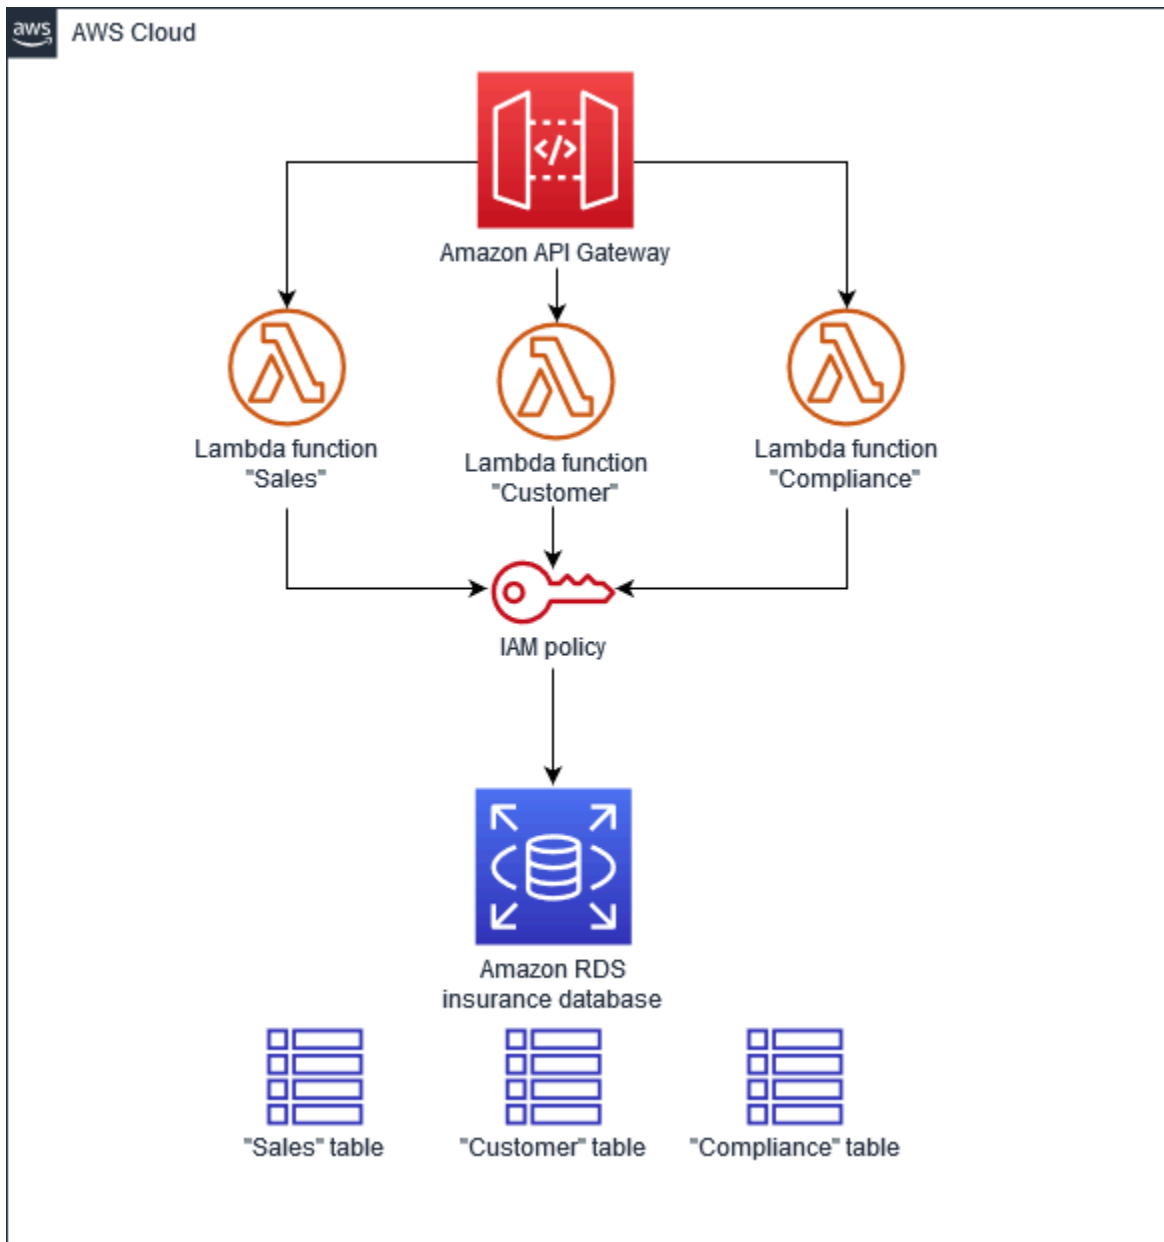 aws
AWS Cloud
</>
Amazon API Gateway
Lambda function
"Sales"
Lambda function
"Customer"
Lambda function
"Compliance"
IAM policy
Amazon RDS
insurance database
"Sales" table
"Customer" table
"Compliance" table